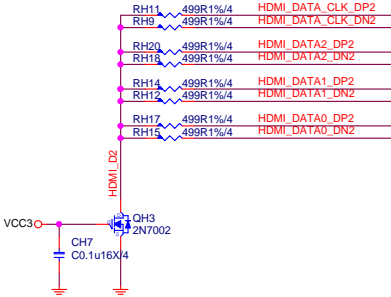 RH11 499R1%/4 HDMI_DATA_CLK_DP2
RH9 499R1%/4 HDMI_DATA_CLK_DN2
RH20 499R1%/4 HDMI_DATA2_DP2
RH18 499R1%/4 HDMI_DATA2_DN2
RH14 499R1%/4 HDMI_DATA1_DP2
RH12 499R1%/4 HDMI_DATA1_DN2
RH17 499R1%/4 HDMI_DATA0_DP2
RH15 499R1%/4 HDMI_DATA0_DN2
HDMI_D2
VCC3
QH3
2N7002
CH7
C0.1u16X/4